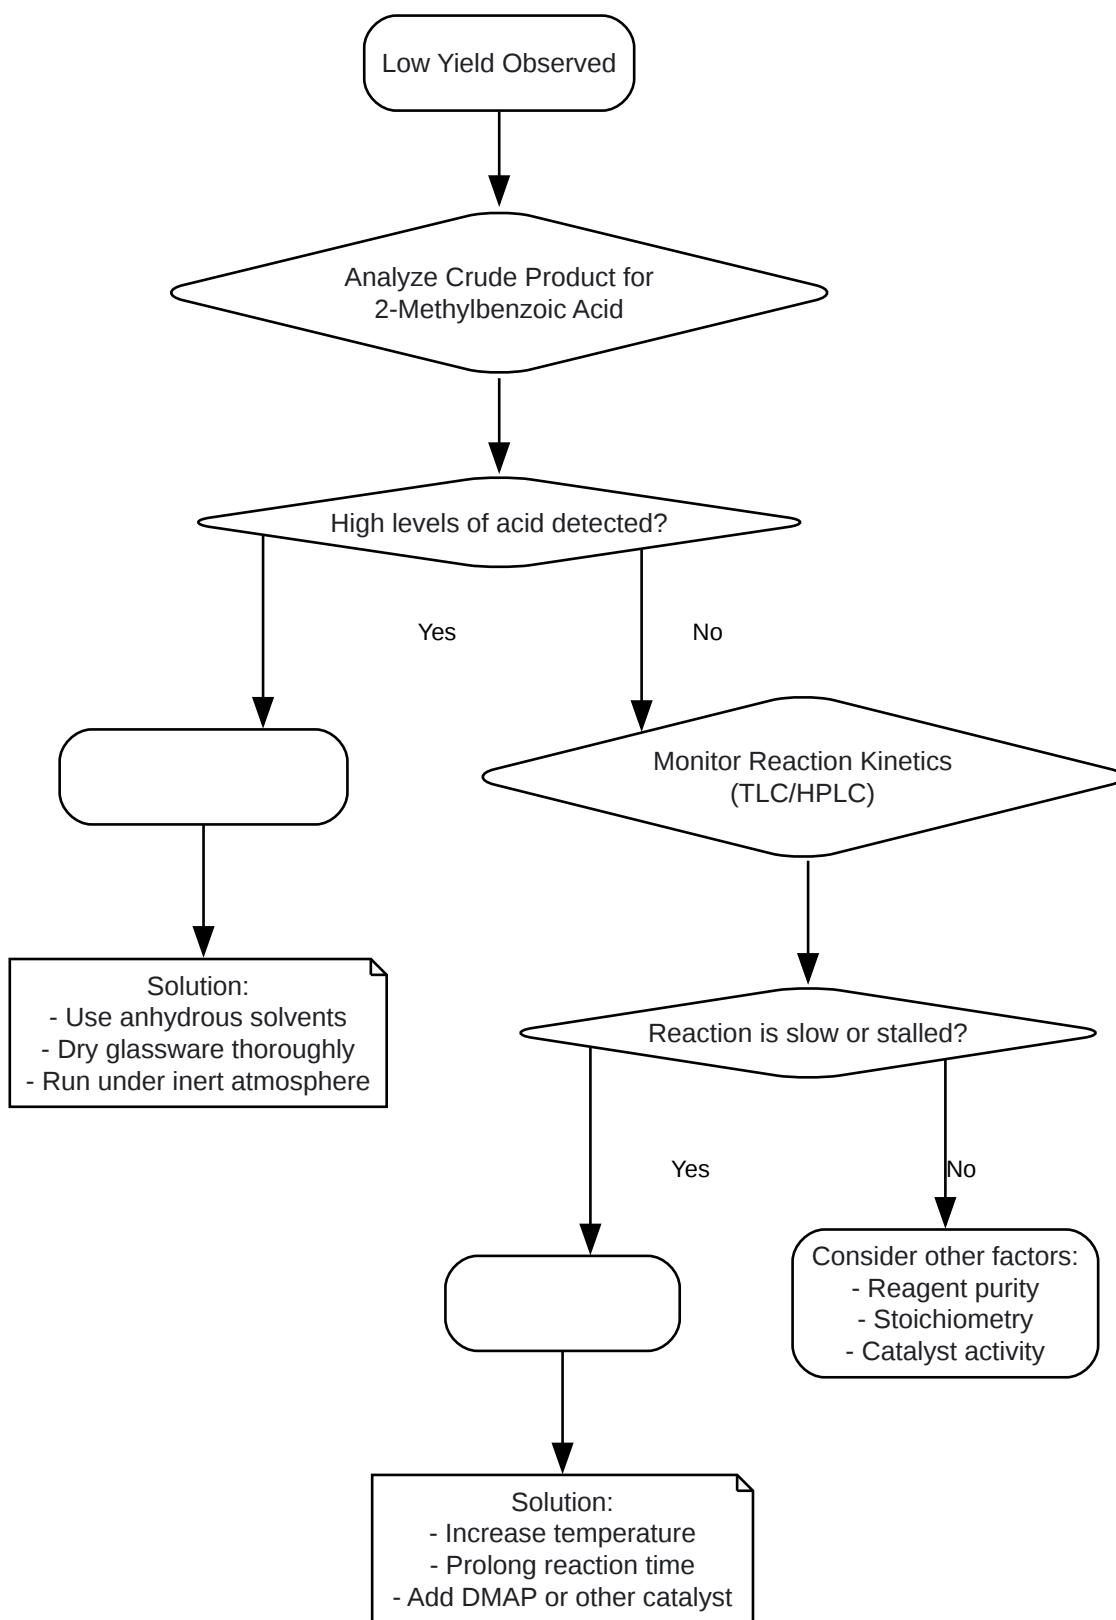 Low Yield Observed
Analyze Crude Product for
2-Methylbenzoic Acid
High levels of acid detected?
Yes
No
Monitor Reaction Kinetics
(TLC/HPLC)
Solution:
- Use anhydrous solvents
- Dry glassware thoroughly
- Run under inert atmosphere
Reaction is slow or stalled?
Yes
No
Consider other factors:
- Reagent purity
- Stoichiometry
- Catalyst activity
Solution:
- Increase temperature
- Prolong reaction time
- Add DMAP or other catalyst